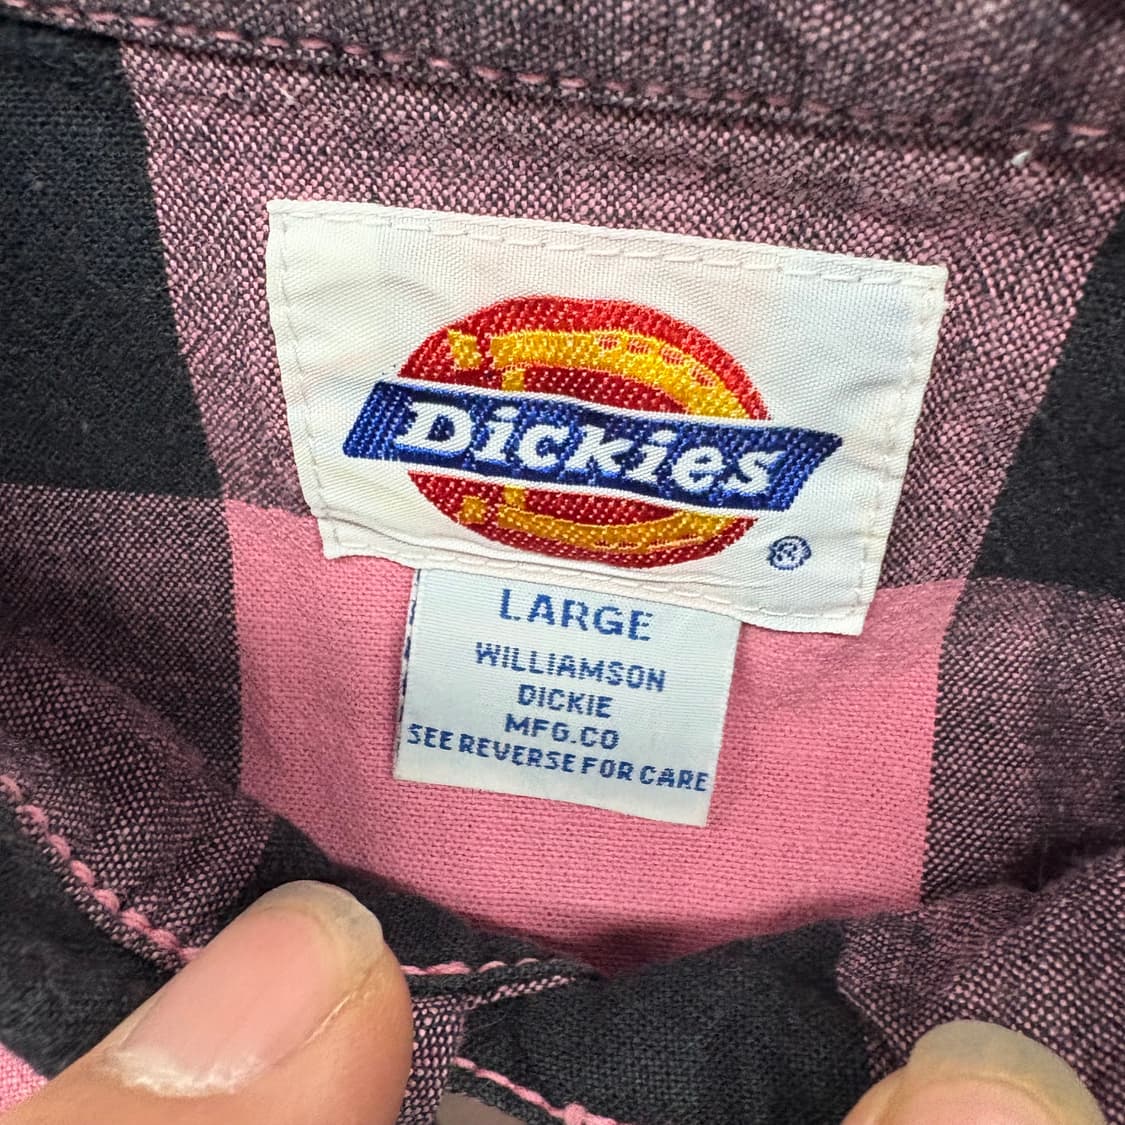 Dickies
®
LARGE
WILLIAMSON
DICKIE
MFG.CO
SEE REVERSE FOR CARE